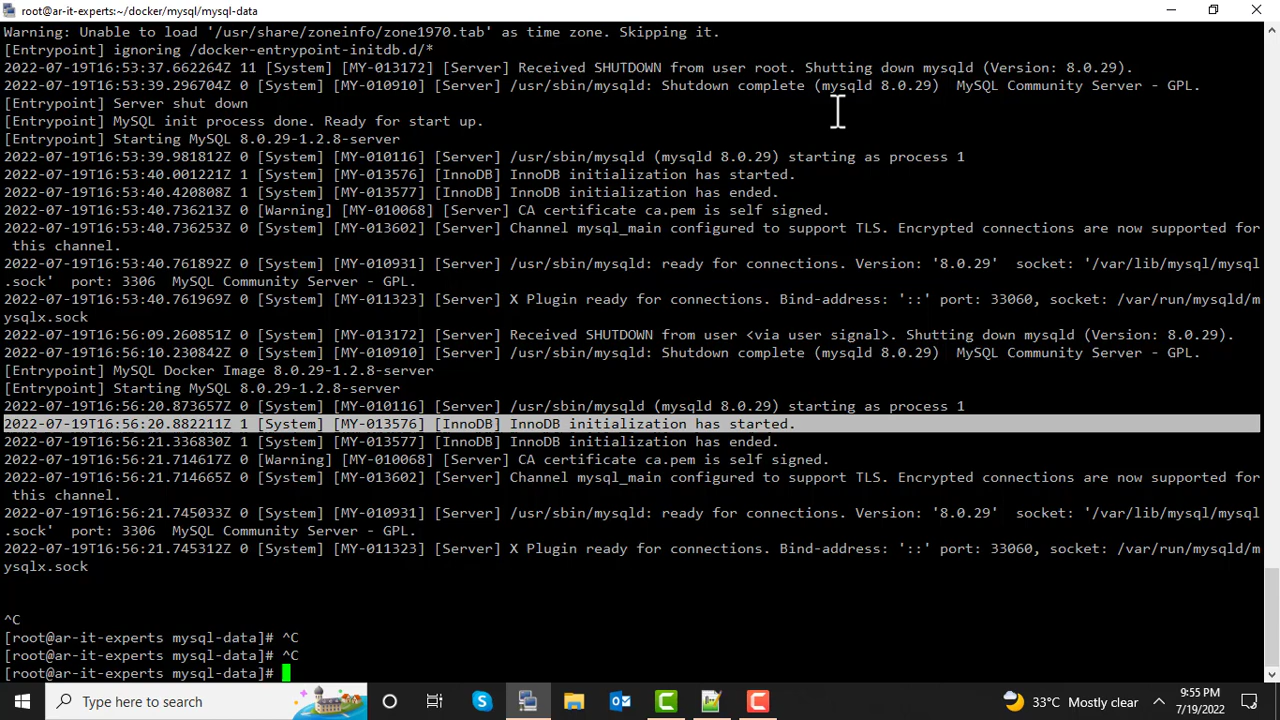 root@ar-it-experts:~/docker/mysql/mysql-data
Warning: Unable to load '/usr/share/zoneinfo/zone1970.tab' as time zone. Skipping it.
[Entrypoint] ignoring /docker-entrypoint-initdb.d/*
2022-07-19T16:53:37.662264Z 11 [System] [MY-013172] [Server] Received SHUTDOWN from user root. Shutting down mysqld (Version: 8.0.29).
2022-07-19T16:53:39.296704Z 0 [System] [MY-010910] [Server] /usr/sbin/mysqld: Shutdown complete (mysqld 8.0.29)  MySQL Community Server - GPL.
[Entrypoint] Server shut down
[Entrypoint] MySQL init process done. Ready for start up.
[Entrypoint] Starting MySQL 8.0.29-1.2.8-server
2022-07-19T16:53:39.981812Z 0 [System] [MY-010116] [Server] /usr/sbin/mysqld (mysqld 8.0.29) starting as process 1
2022-07-19T16:53:40.001221Z 1 [System] [MY-013576] [InnoDB] InnoDB initialization has started.
2022-07-19T16:53:40.420808Z 1 [System] [MY-013577] [InnoDB] InnoDB initialization has ended.
2022-07-19T16:53:40.736213Z 0 [Warning] [MY-010068] [Server] CA certificate ca.pem is self signed.
2022-07-19T16:53:40.736253Z 0 [System] [MY-013602] [Server] Channel mysql_main configured to support TLS. Encrypted connections are now supported for
this channel.
2022-07-19T16:53:40.761892Z 0 [System] [MY-010931] [Server] /usr/sbin/mysqld: ready for connections. Version: '8.0.29'  socket: '/var/lib/mysql/mysql
.sock'  port: 3306  MySQL Community Server - GPL.
2022-07-19T16:53:40.761969Z 0 [System] [MY-011323] [Server] X Plugin ready for connections. Bind-address: '::' port: 33060, socket: /var/run/mysqld/m
ysqlx.sock
2022-07-19T16:56:09.260851Z 0 [System] [MY-013172] [Server] Received SHUTDOWN from user <via user signal>. Shutting down mysqld (Version: 8.0.29).
2022-07-19T16:56:10.230842Z 0 [System] [MY-010910] [Server] /usr/sbin/mysqld: Shutdown complete (mysqld 8.0.29)  MySQL Community Server - GPL.
[Entrypoint] MySQL Docker Image 8.0.29-1.2.8-server
[Entrypoint] Starting MySQL 8.0.29-1.2.8-server
2022-07-19T16:56:20.873657Z 0 [System] [MY-010116] [Server] /usr/sbin/mysqld (mysqld 8.0.29) starting as process 1
2022-07-19T16:56:20.882211Z 1 [System] [MY-013576] [InnoDB] InnoDB initialization has started.
2022-07-19T16:56:21.336830Z 1 [System] [MY-013577] [InnoDB] InnoDB initialization has ended.
2022-07-19T16:56:21.714617Z 0 [Warning] [MY-010068] [Server] CA certificate ca.pem is self signed.
2022-07-19T16:56:21.714665Z 0 [System] [MY-013602] [Server] Channel mysql_main configured to support TLS. Encrypted connections are now supported for
this channel.
2022-07-19T16:56:21.745033Z 0 [System] [MY-010931] [Server] /usr/sbin/mysqld: ready for connections. Version: '8.0.29'  socket: '/var/lib/mysql/mysql
.sock'  port: 3306  MySQL Community Server - GPL.
2022-07-19T16:56:21.745312Z 0 [System] [MY-011323] [Server] X Plugin ready for connections. Bind-address: '::' port: 33060, socket: /var/run/mysqld/m
ysqlx.sock
^C
[root@ar-it-experts mysql-data]# ^C
[root@ar-it-experts mysql-data]# ^C
[root@ar-it-experts mysql-data]#
Type here to search
33°C Mostly clear
9:55 PM
7/19/2022